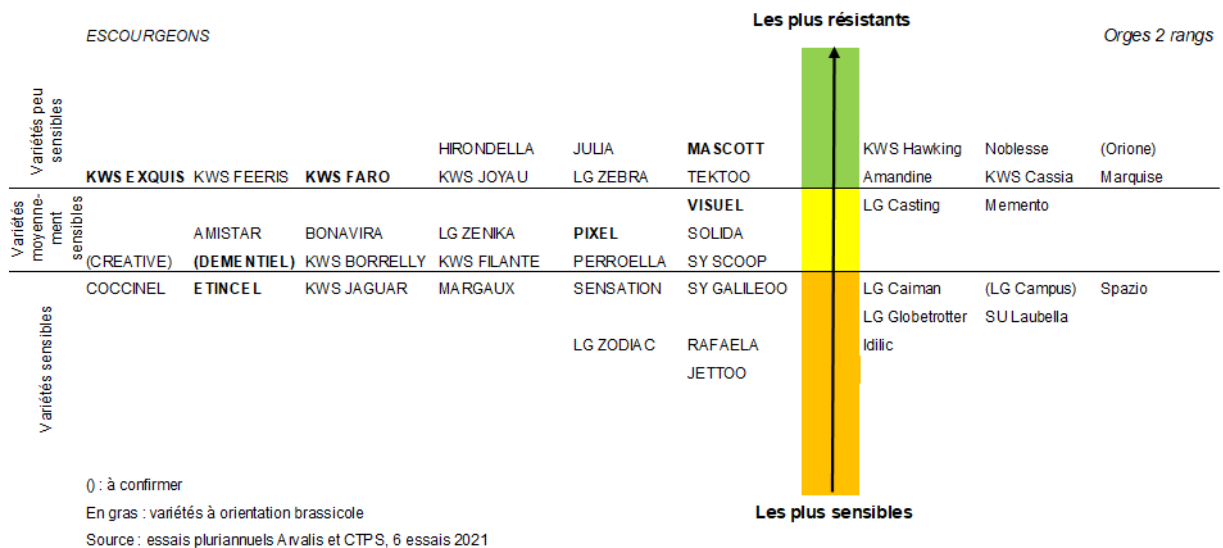 Les plus résistants
ESCOURGEONS Orges 2 rangs
Variétés peu
sensibles
HIRONDELLA JULIA MASCOTT KWS Hawking Noblesse (Orione)
KWS EXQUIS KWS FEERIS KWS FARO KWS JOYAU LG ZEBRA TEKTOO Amandine KWS Cassia Marquise
Variétés
moyenne-
ment
sensibles
VISUEL LG Casting Memento
AMISTAR BONAVIRA LG ZENIKA PIXEL SOLIDA
(CREATIVE) (DEMENTIEL) KWS BORRELLY KWS FILANTE PERROELLA SY SCOOP
Variétés sensibles
COCCINEL ETINCEL KWS JAGUAR MARGAUX SENSATION SY GALILEOO LG Caiman (LG Campus) Spazio
LG Globetrotter SU Laubella
LG ZODIAC RAFAELA Idilic
JETTOO
() : à confirmer
En gras : variétés à orientation brassicole
Les plus sensibles
Source : essais pluriannuels Arvalis et CTPS, 6 essais 2021